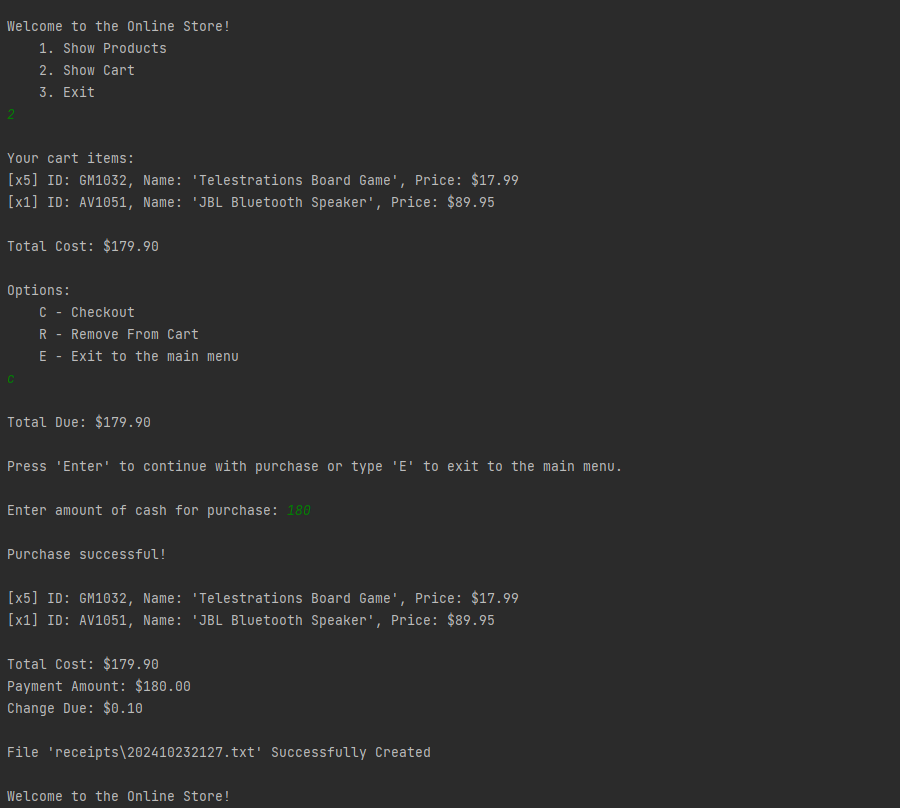 Welcome to the Online Store!
    1. Show Products
    2. Show Cart
    3. Exit
2
Your cart items:
[x5] ID: GM1032, Name: 'Telestrations Board Game', Price: $17.99
[x1] ID: AV1051, Name: 'JBL Bluetooth Speaker', Price: $89.95
Total Cost: $179.90
Options:
    C - Checkout
    R - Remove From Cart
    E - Exit to the main menu
c
Total Due: $179.90
Press 'Enter' to continue with purchase or type 'E' to exit to the main menu.
Enter amount of cash for purchase: 180
Purchase successful!
[x5] ID: GM1032, Name: 'Telestrations Board Game', Price: $17.99
[x1] ID: AV1051, Name: 'JBL Bluetooth Speaker', Price: $89.95
Total Cost: $179.90
Payment Amount: $180.00
Change Due: $0.10
File 'receipts\202410232127.txt' Successfully Created
Welcome to the Online Store!